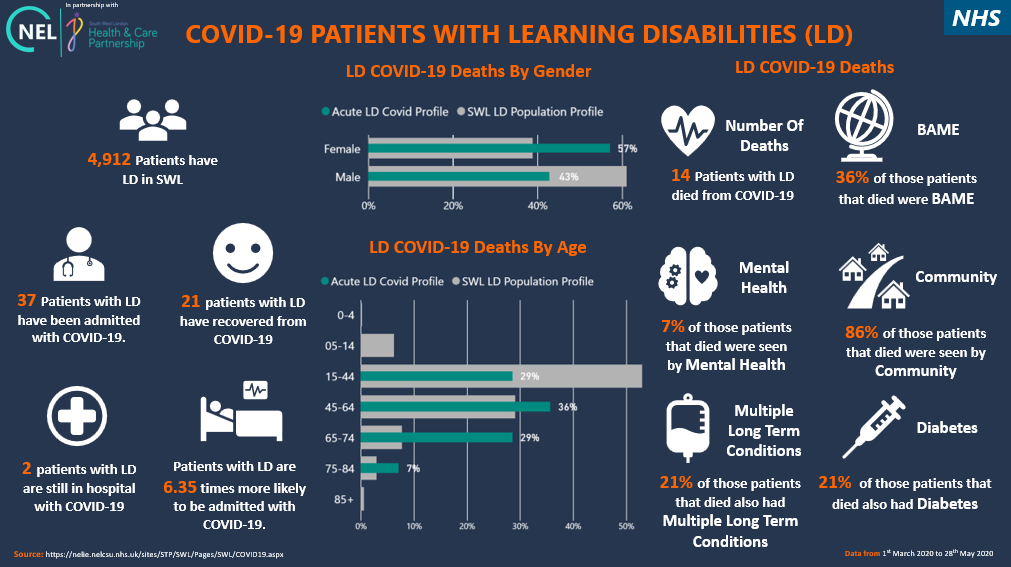 In partnership with
NEL
South West London
Health & Care
Partnership
COVID-19 PATIENTS WITH LEARNING DISABILITIES (LD)
NHS
4,912 Patients have
LD in SWL
37 Patients with LD
have been admitted
with COVID-19.
21 patients with LD
have recovered from
COVID-19
2 patients with LD
are still in hospital
with COVID-19
Patients with LD are
6.35 times more likely
to be admitted with
COVID-19.
LD COVID-19 Deaths By Gender
Acute LD Covid Profile SWL LD Population Profile
Female 57%
Male 43%
0% 20% 40% 60%
LD COVID-19 Deaths By Age
Acute LD Covid Profile SWL LD Population Profile
0-4
05-14
15-44 29%
45-64 36%
65-74 29%
75-84 7%
85+
0% 10% 20% 30% 40% 50%
LD COVID-19 Deaths
Number Of
Deaths
14 Patients with LD
died from COVID-19
BAME
36% of those patients
that died were BAME
Mental
Health
7% of those patients
that died were seen
by Mental Health
Community
86% of those patients
that died were seen by
Community
Multiple
Long Term
Conditions
21% of those patients
that died also had
Multiple Long Term
Conditions
Diabetes
21% of those patients that
died also had Diabetes
Source: https://nelie.nelcsu.nhs.uk/sites/STP/SWL/Pages/SWL/COVID19.aspx
Data from 1st March 2020 to 28th May 2020